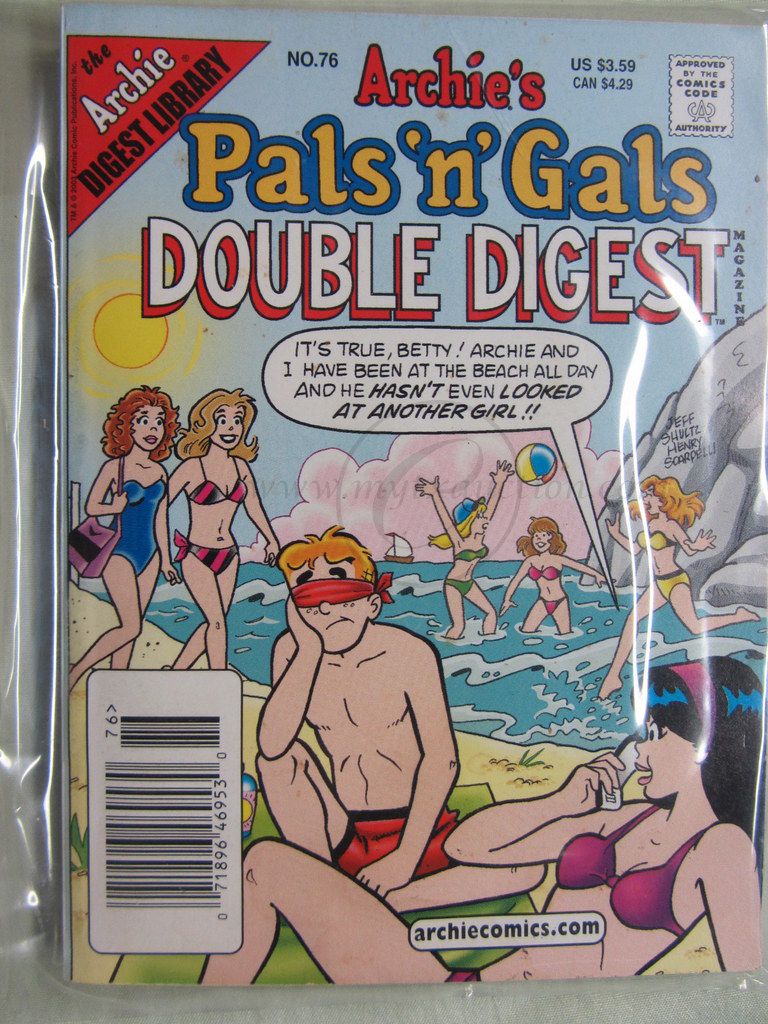 the
Archie®
DIGEST LIBRARY
NO.76
Archie's
US $3.59
CAN $4.29
APPROVED
BY THE
COMICS
CODE
AUTHORITY
Pals 'n' Gals
DOUBLE DIGEST™
MAGAZINE
IT'S TRUE, BETTY! ARCHIE AND
I HAVE BEEN AT THE BEACH ALL DAY
AND HE HASN'T EVEN LOOKED
AT ANOTHER GIRL!!
JEFF
SHULTZ
HENRY
SCARPELLI
76>
0 71896 46953 0
archiecomics.com